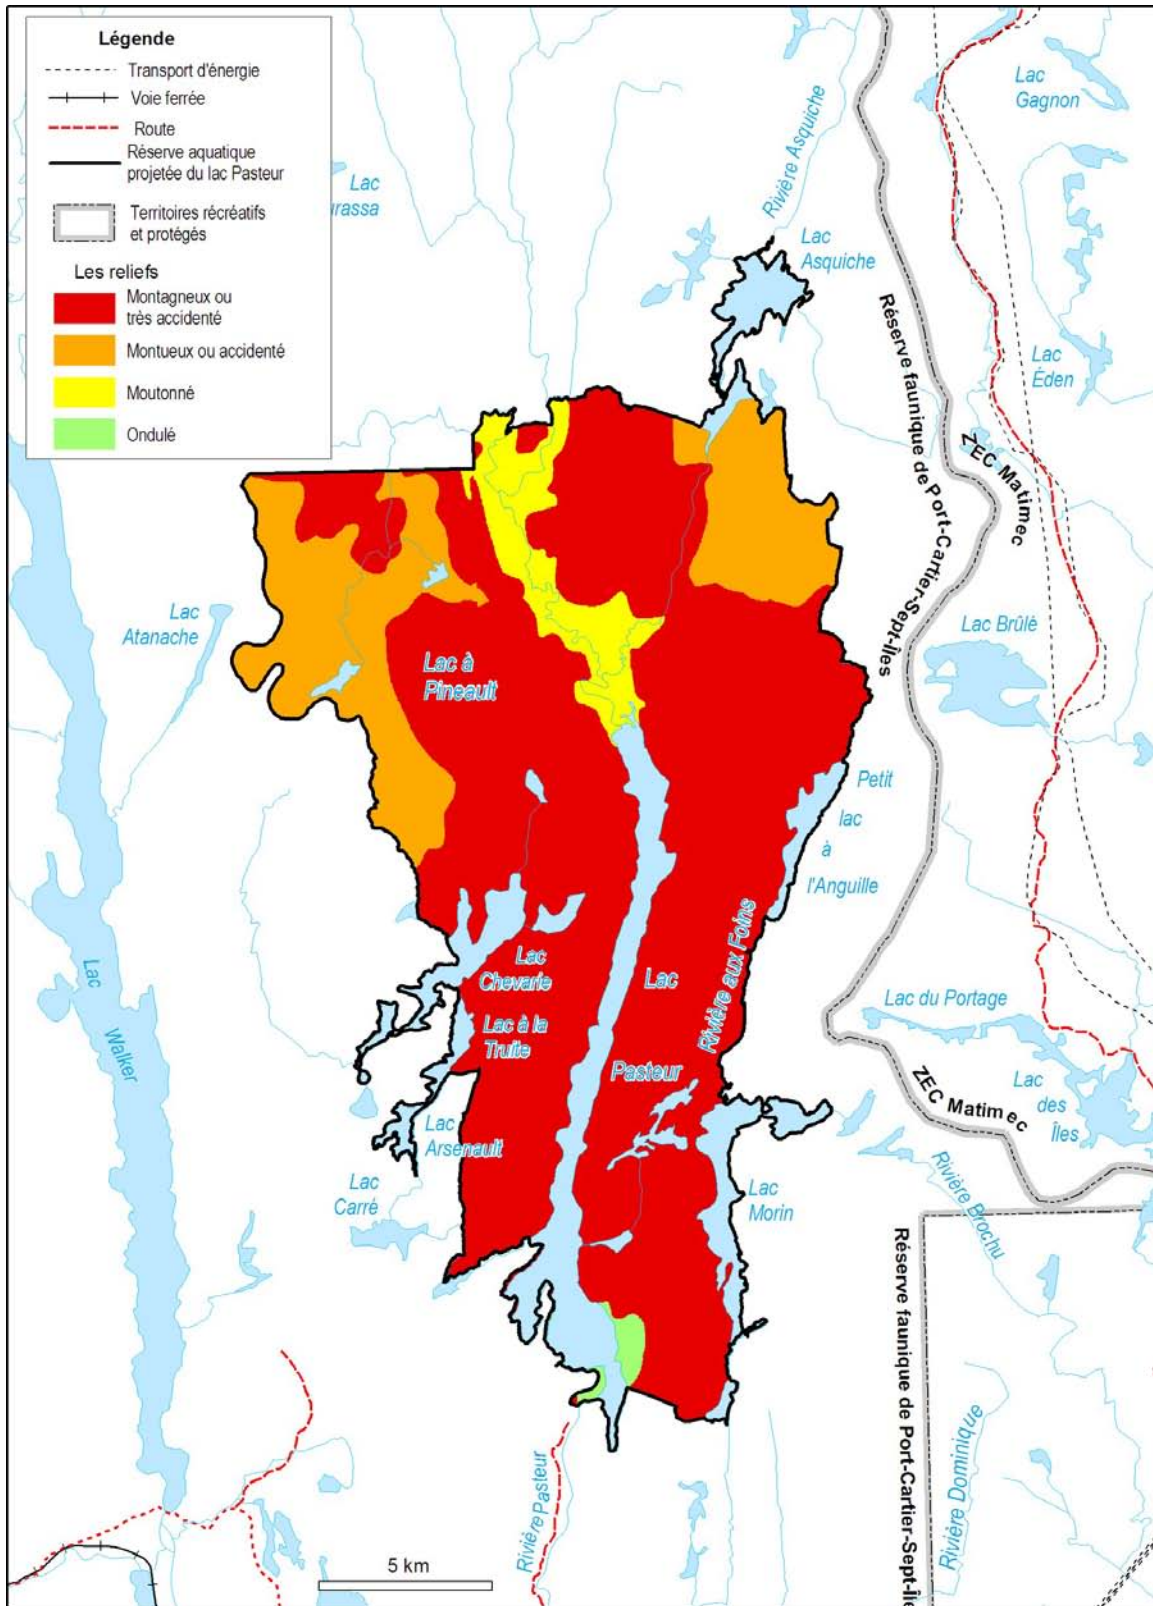 Légende
Transport d'énergie
Voie ferrée
Route
Réserve aquatique
projetée du lac Pasteur
Territoires récréatifs
et protégés
Les reliefs
Montagneux ou
très accidenté
Montueux ou accidenté
Moutonné
Ondulé
Lac
urassa
Rivière Asquiche
Lac
Asquiche
Lac
Gagnon
Lac
Éden
Réserve faunique de Port-Cartier-Sept-Îles
ZEC Matimec
Lac
Atanache
Lac Brûlé
Lac à
Pineault
Petit
lac
à
l'Anguille
Rivière aux Foins
Lac
Chevarie
Lac
Pasteur
Lac à la
Truite
Lac
Walker
Lac du Portage
Lac
des
Îles
ZEC Matimec
Lac
Arsenault
Lac
Carré
Lac
Morin
Rivière Brochu
Réserve faunique de Port-Cartier-Sept-Île
Rivière Dominique
Rivière Pasteur
5 km